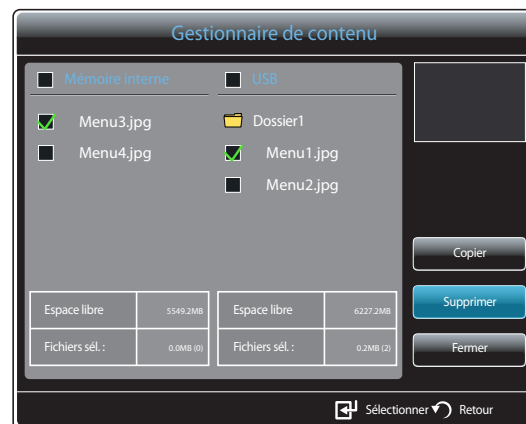 Gestionnaire de contenu
Mémoire interne
USB
Menu3.jpg
Dossier1
Menu4.jpg
Menu1.jpg
Menu2.jpg
Copier
Supprimer
Fermer
Espace libre 5549.2MB
Espace libre 6227.2MB
Fichiers sél. : 0.0MB (0)
Fichiers sél. : 0.2MB (2)
Sélectionner Retour